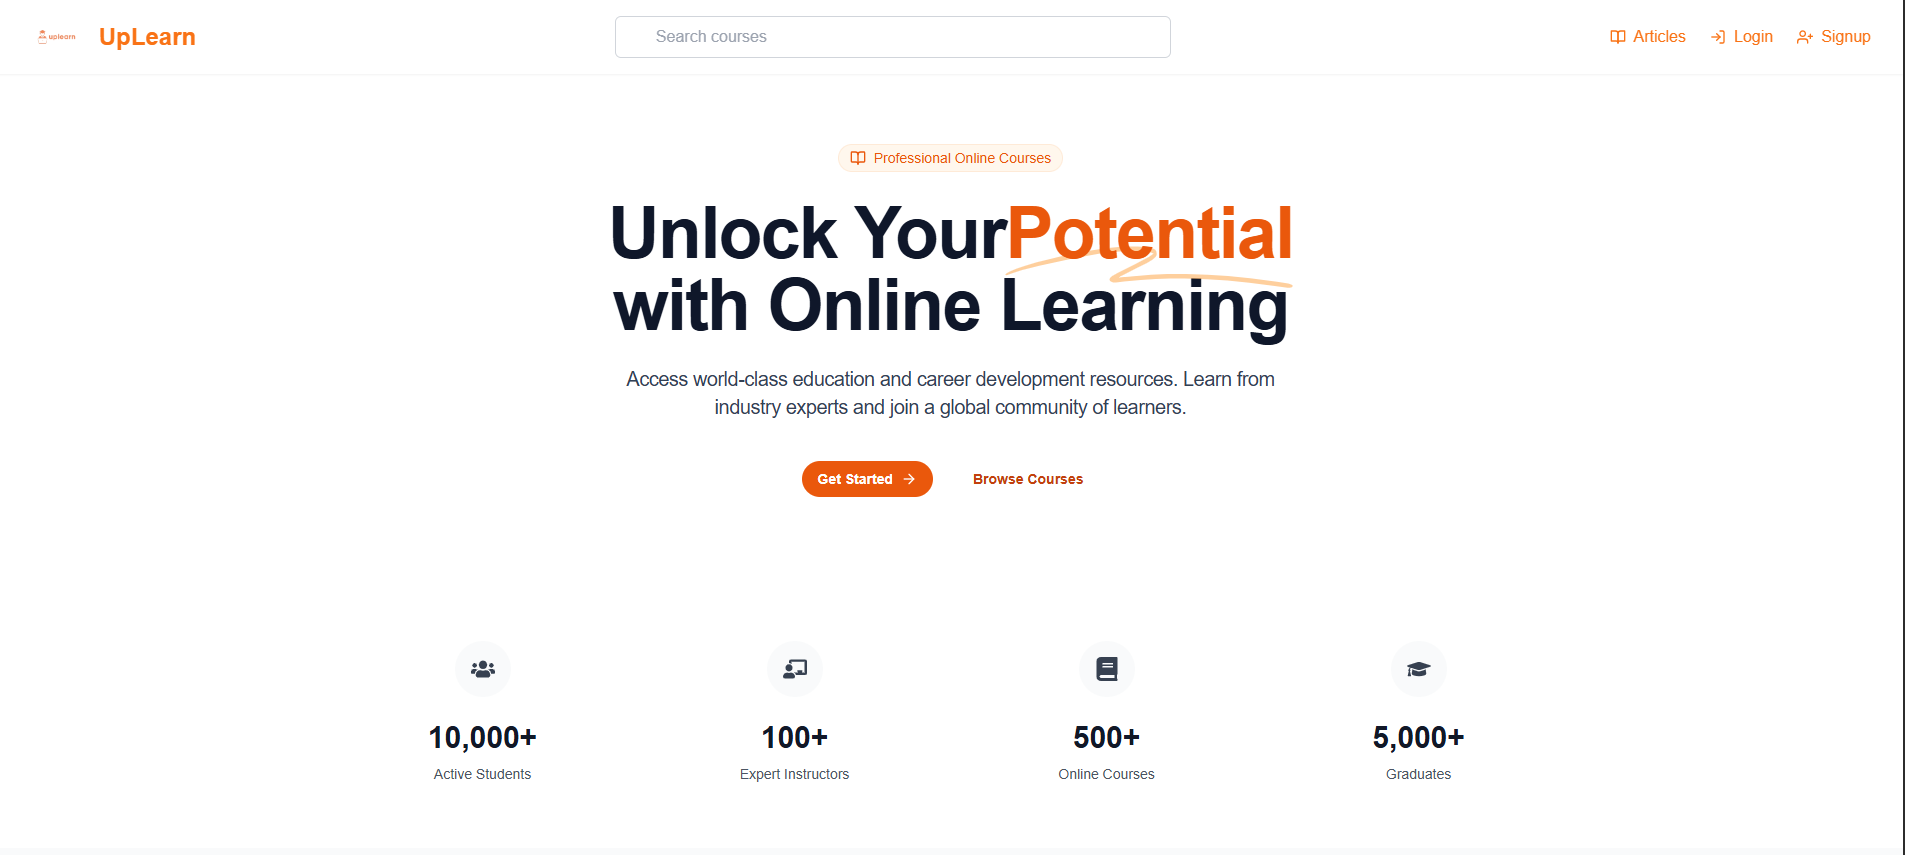 uplearn
UpLearn
Search courses
Articles
Login
Signup
Professional Online Courses
Unlock YourPotential
with Online Learning
Access world-class education and career development resources. Learn from
industry experts and join a global community of learners.
Get Started
Browse Courses
10,000+
Active Students
100+
Expert Instructors
500+
Online Courses
5,000+
Graduates